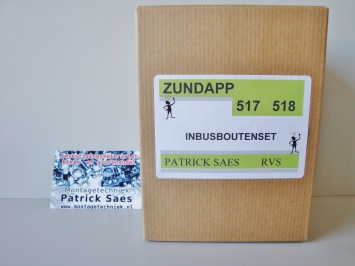 ZUNDAPP
517 518
INBUSBOUTENSET
PATRICK SAES RVS
Montagetechniek
Patrick Saes
www.montagetechniek.nl